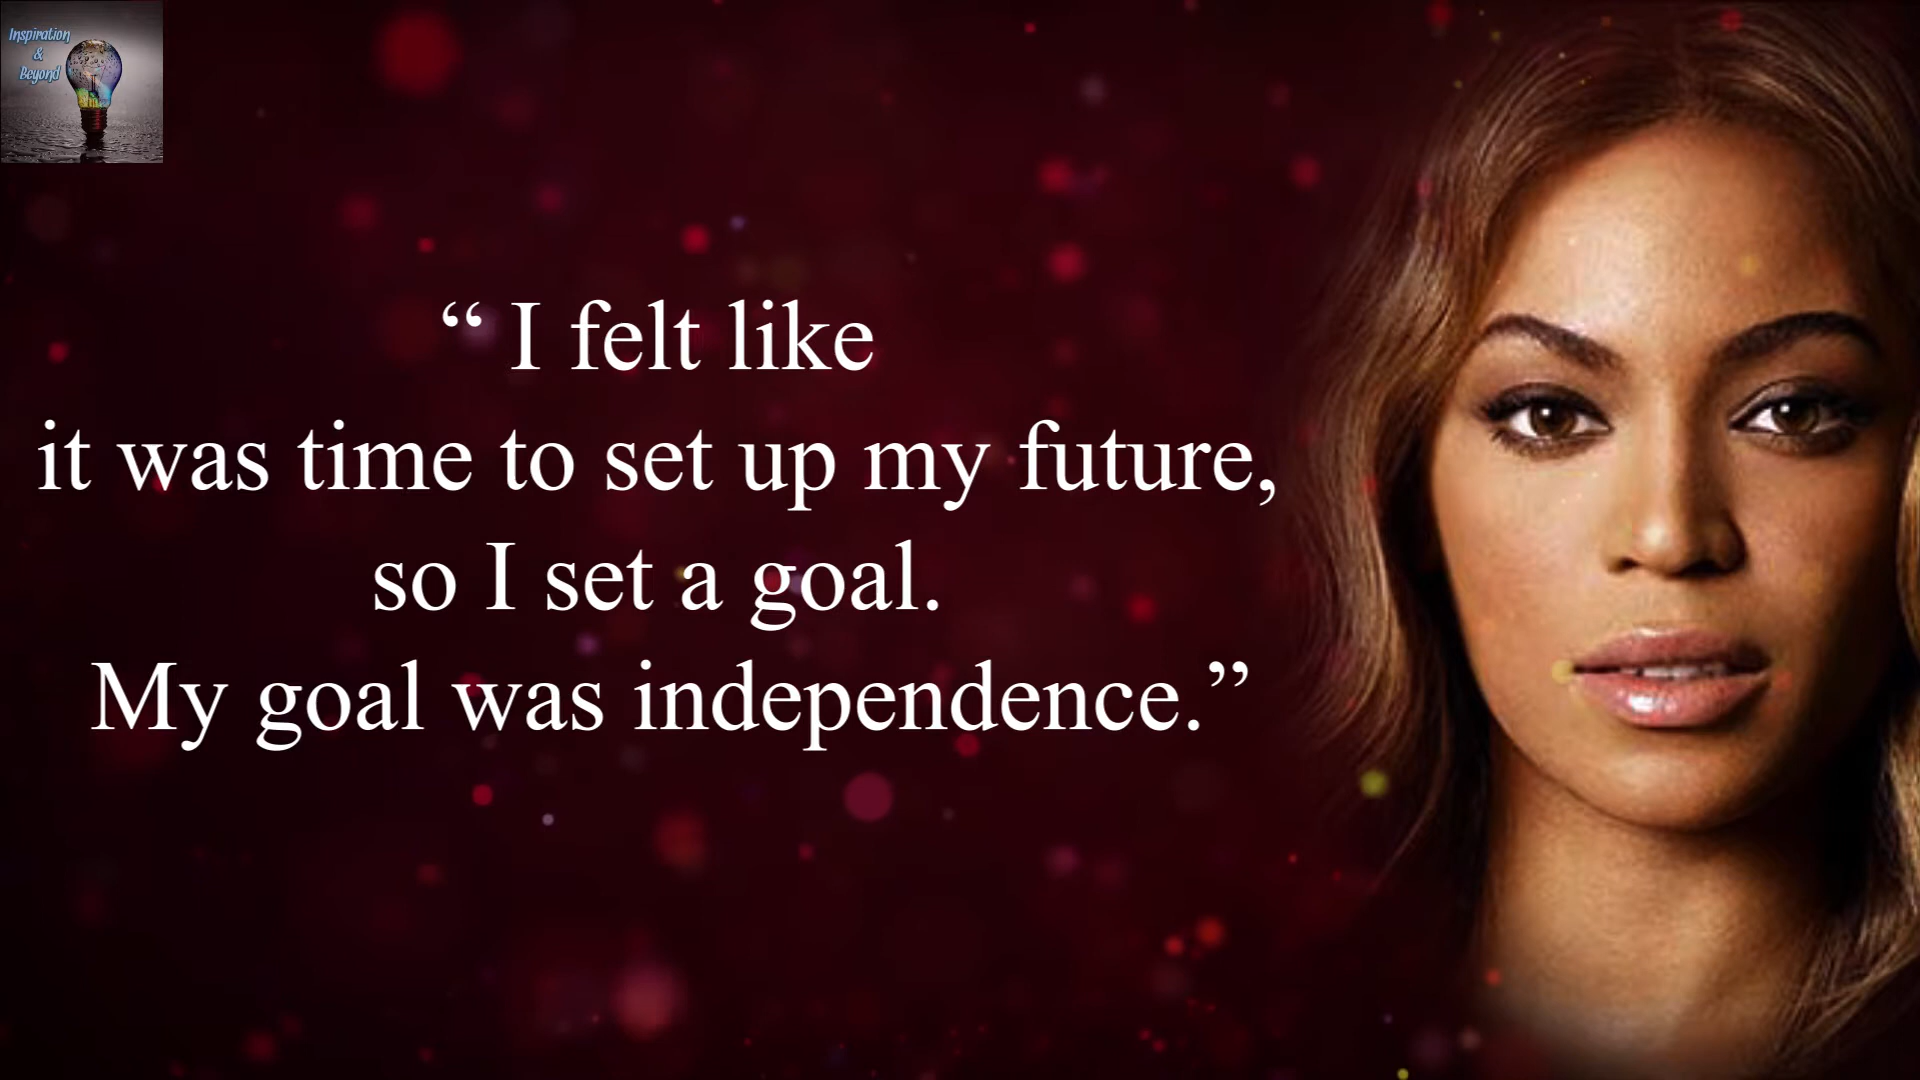 Inspiration
&
Beyond
“ I felt like
it was time to set up my future,
so I set a goal.
My goal was independence.”